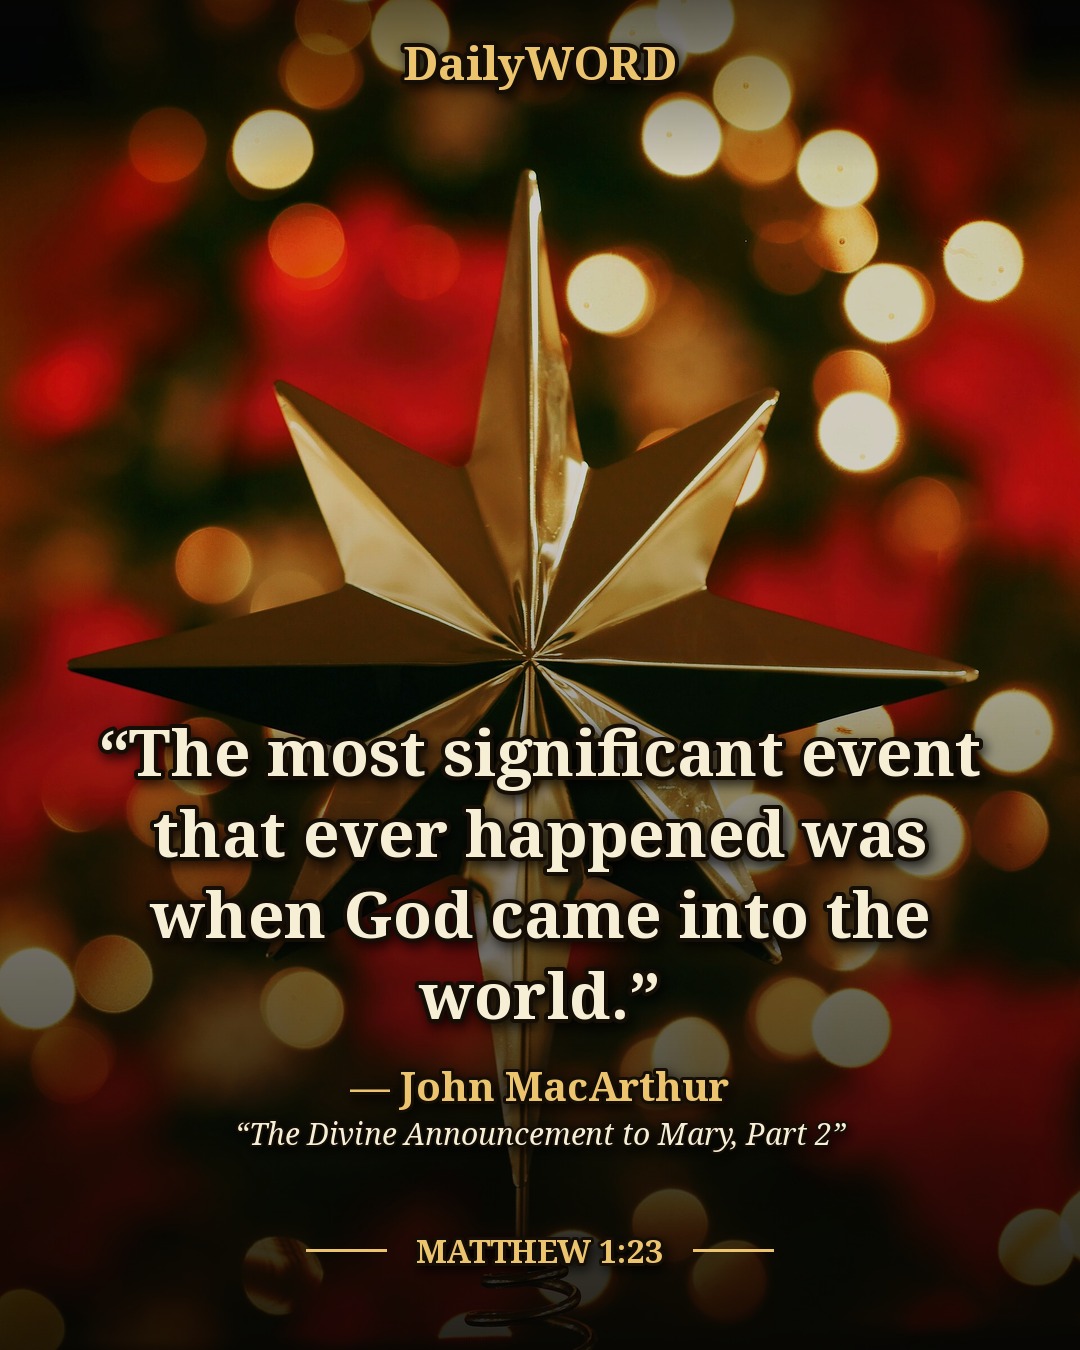 DailyWORD
“The most significant event
that ever happened was
when God came into the
world.”
— John MacArthur
“The Divine Announcement to Mary, Part 2”
MATTHEW 1:23